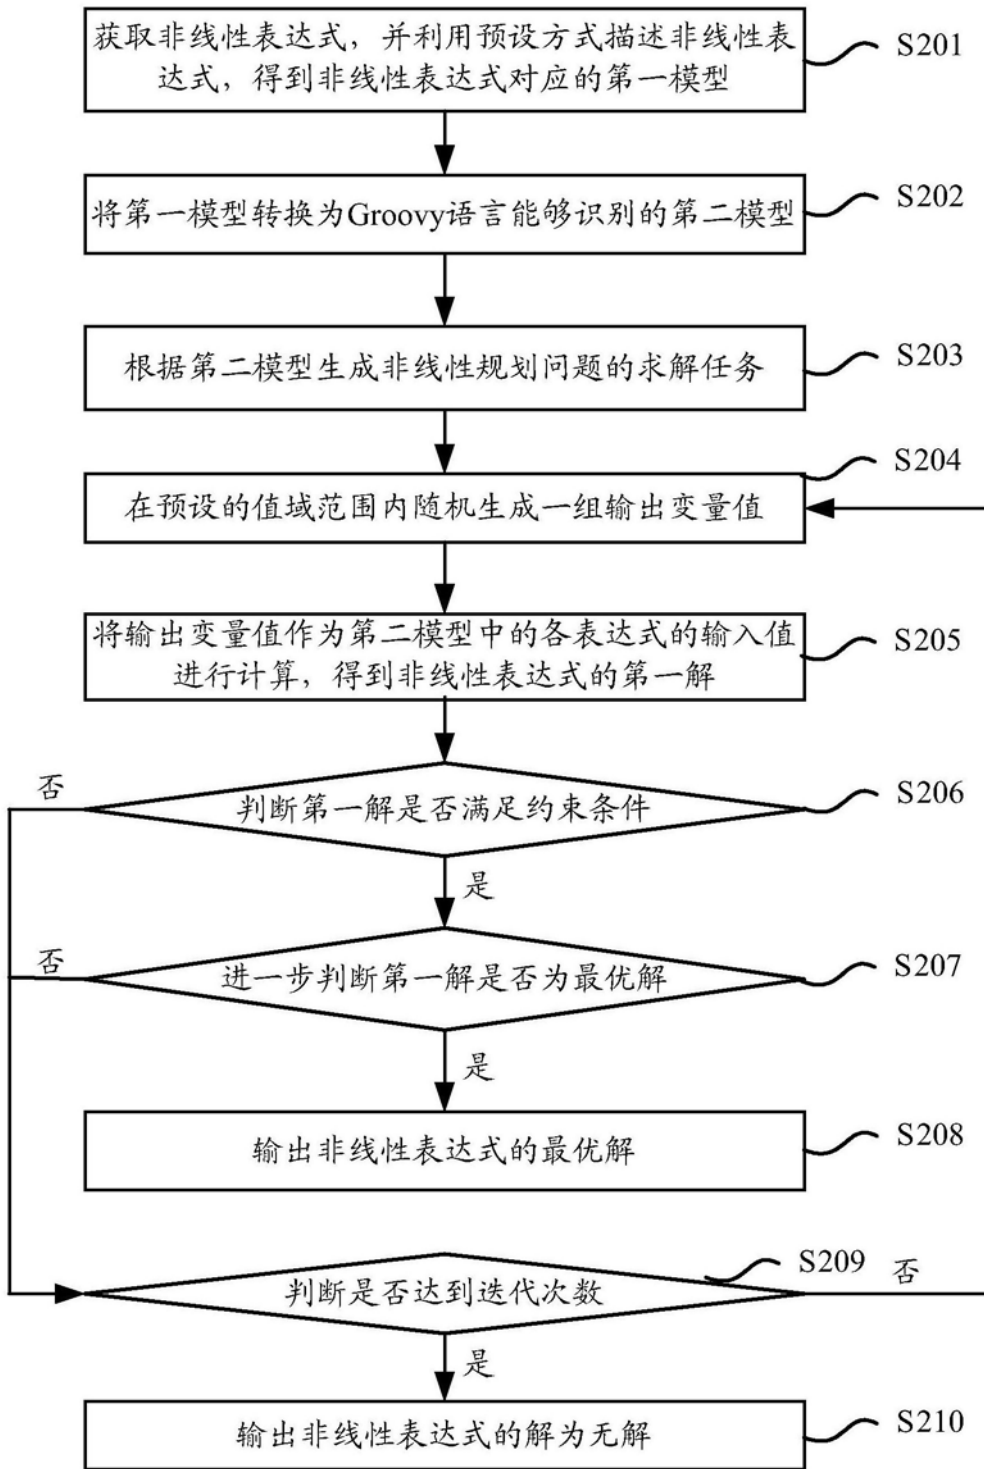 获取非线性表达式，并利用预设方式描述非线性表
达式，得到非线性表达式对应的第一模型
S201
将第一模型转换为Groovy语言能够识别的第二模型
S202
根据第二模型生成非线性规划问题的求解任务
S203
在预设的值域范围内随机生成一组输出变量值
S204
将输出变量值作为第二模型中的各表达式的输入值
进行计算，得到非线性表达式的第一解
S205
否
判断第一解是否满足约束条件
S206
是
否
进一步判断第一解是否为最优解
S207
是
输出非线性表达式的最优解
S208
判断是否达到迭代次数
S209
否
是
输出非线性表达式的解为无解
S210